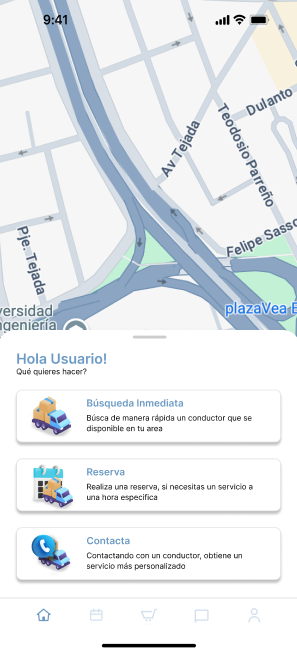 9:41
Dulanto
Av Tejada
Teodosio Parreño
Felipe Sasso
Pje. Tejada
versidad
ngeniería
plazaVea E
Hola Usuario!
Qué quieres hacer?
Búsqueda Inmediata
Búsca de manera rápida un conductor que se
disponible en tu area
Reserva
Realiza una reserva, si necesitas un servicio a
una hora especifica
Contacta
Contactando con un conductor, obtiene un
servicio más personalizado